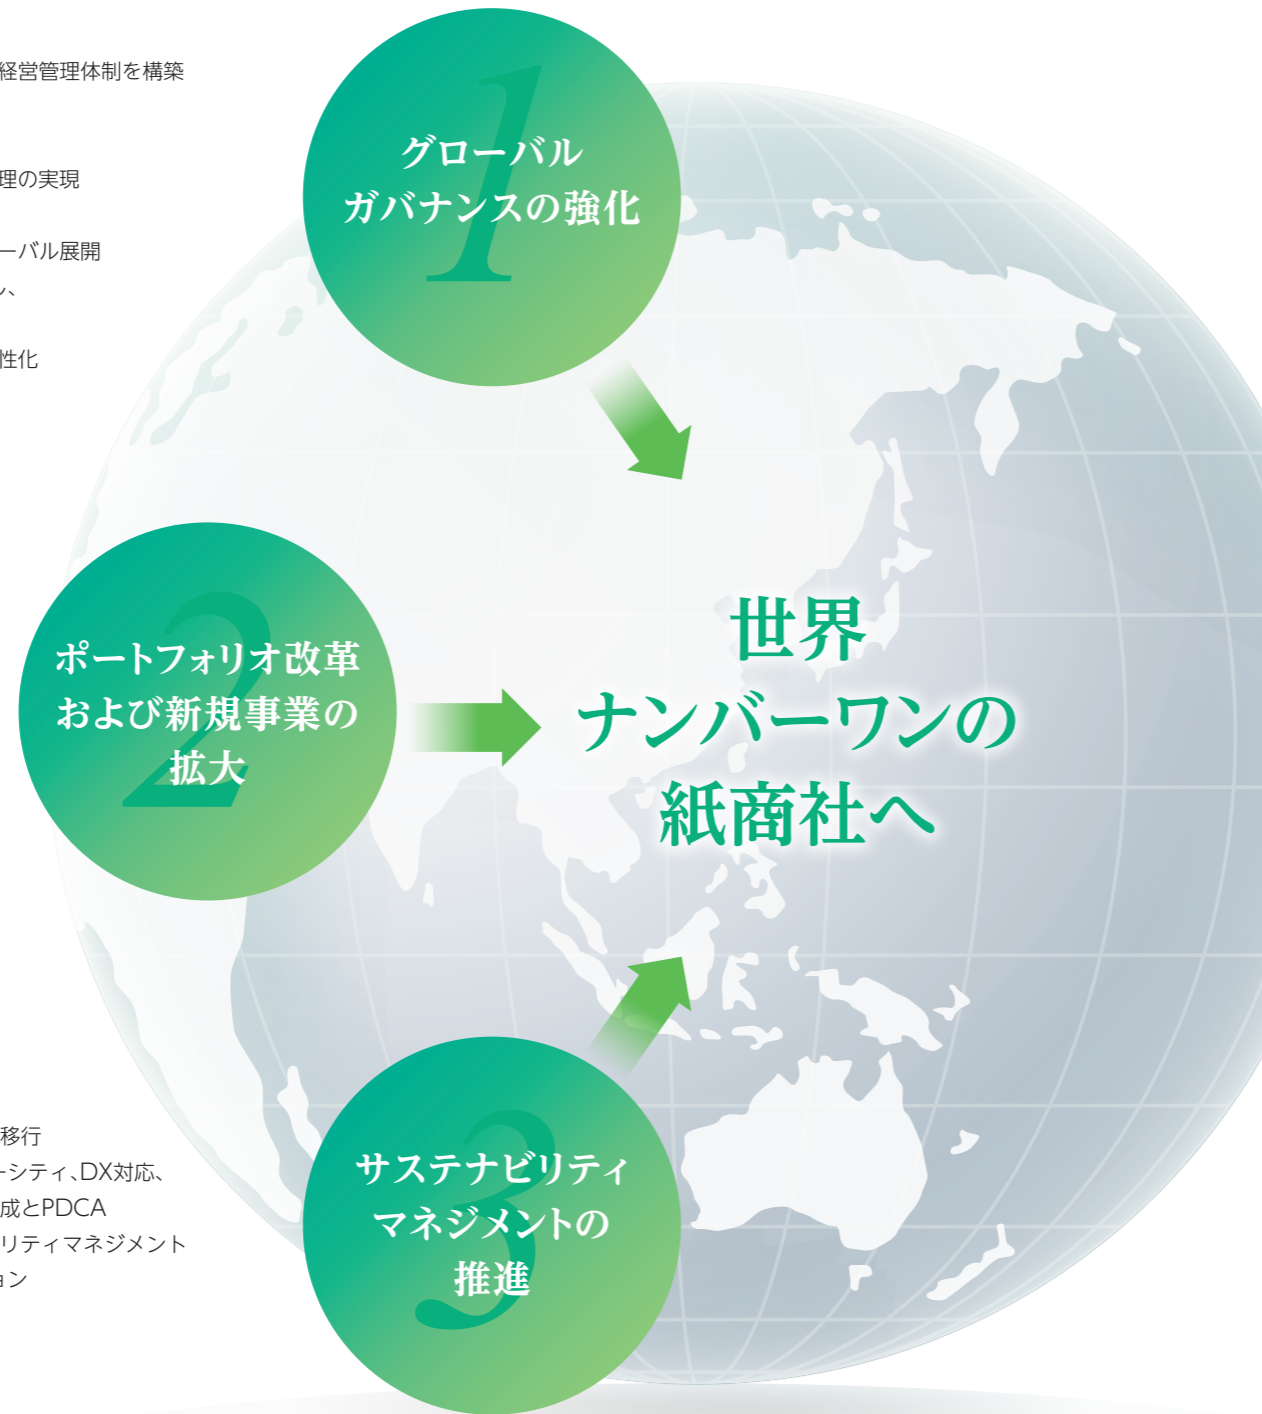 経営管理体制を構築
理の実現
ーバル展開
し、
性化
1
グローバル
ガバナンスの強化
2
ポートフォリオ改革
および新規事業の
拡大
世界
ナンバーワンの
紙商社へ
移行
ーシティ、DX対応、
成とPDCA
リティマネジメント
ョン
3
サステナビリティ
マネジメントの
推進